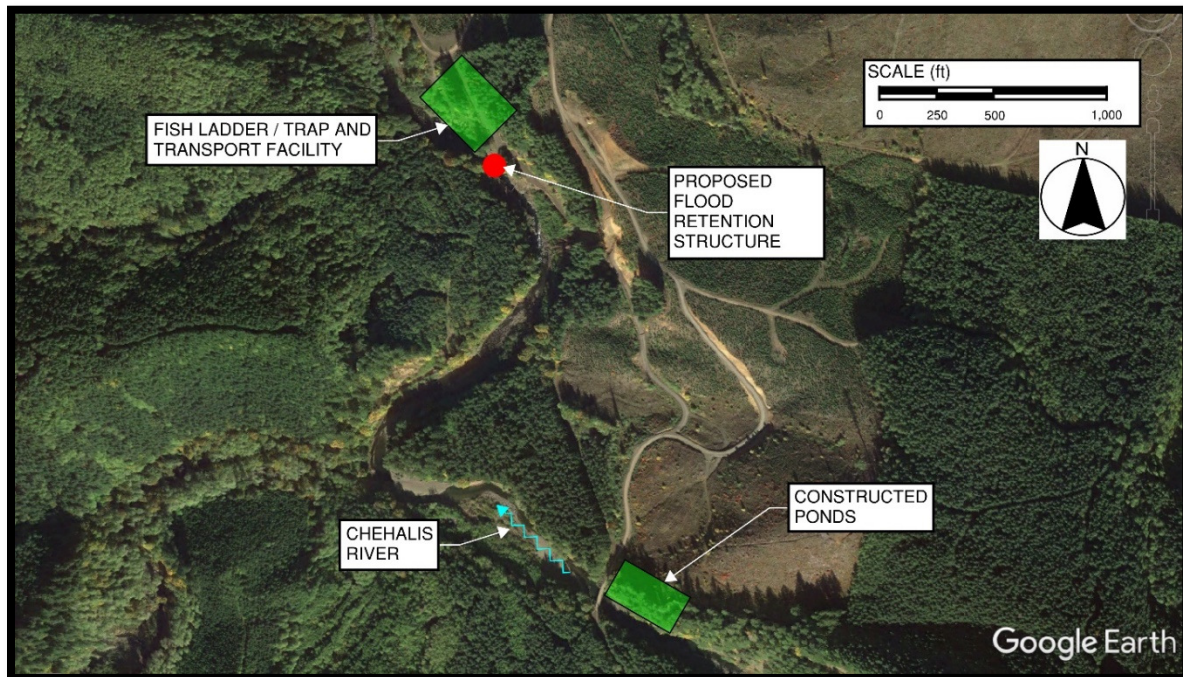 SCALE (ft)
0 250 500 1,000
N
FISH LADDER / TRAP AND
TRANSPORT FACILITY
PROPOSED
FLOOD
RETENTION
STRUCTURE
CONSTRUCTED
PONDS
CHEHALIS
RIVER
Google Earth